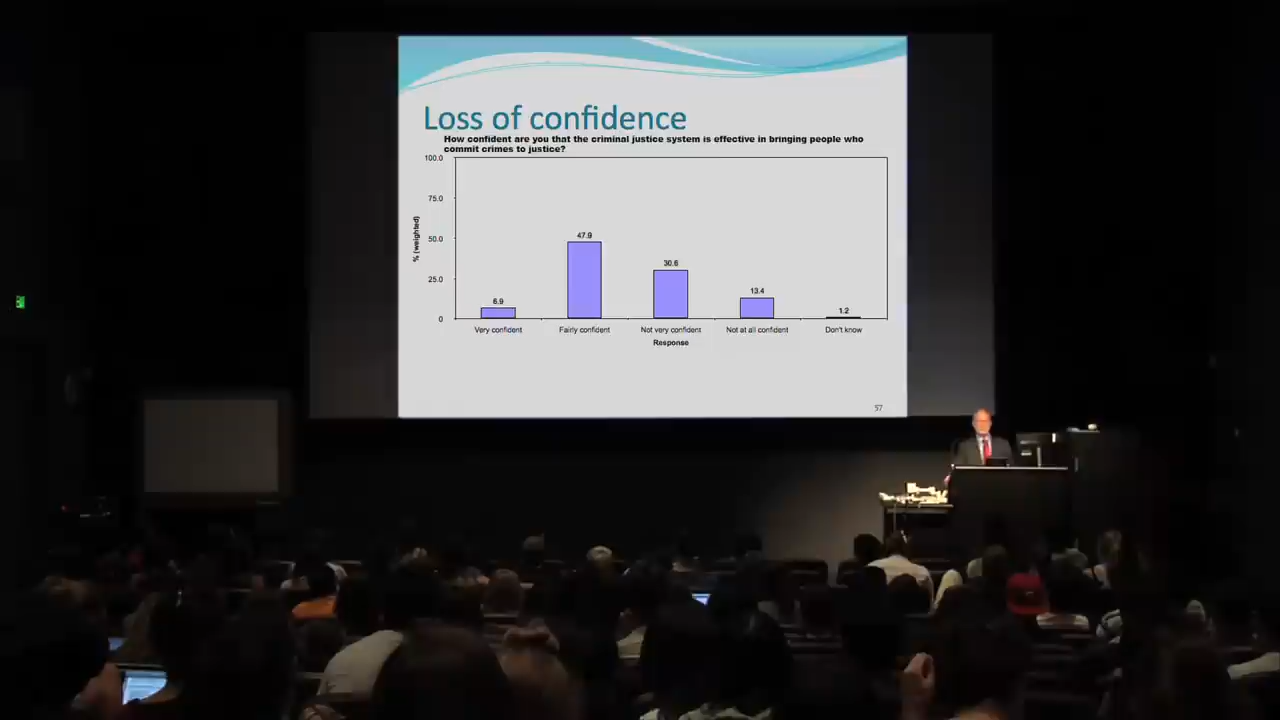 Loss of confidence
How confident are you that the criminal justice system is effective in bringing people who
commit crimes to justice?
100.0
75.0
50.0
25.0
0
% (weighted)
6.9
47.9
30.6
13.4
1.2
Very confident
Fairly confident
Not very confident
Not at all confident
Don't know
Response
57